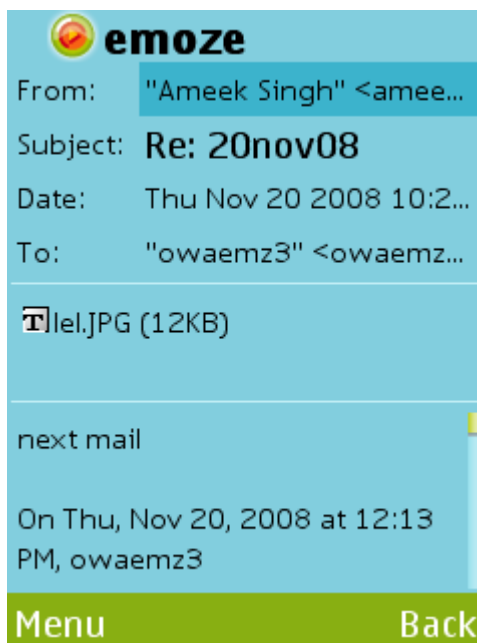 emoze
From: "Ameek Singh" <amee...
Subject: Re: 20nov08
Date: Thu Nov 20 2008 10:2...
To: "owaemz3" <owaemz...
T lel.JPG (12KB)
next mail
On Thu, Nov 20, 2008 at 12:13
PM, owaemz3
Menu Back